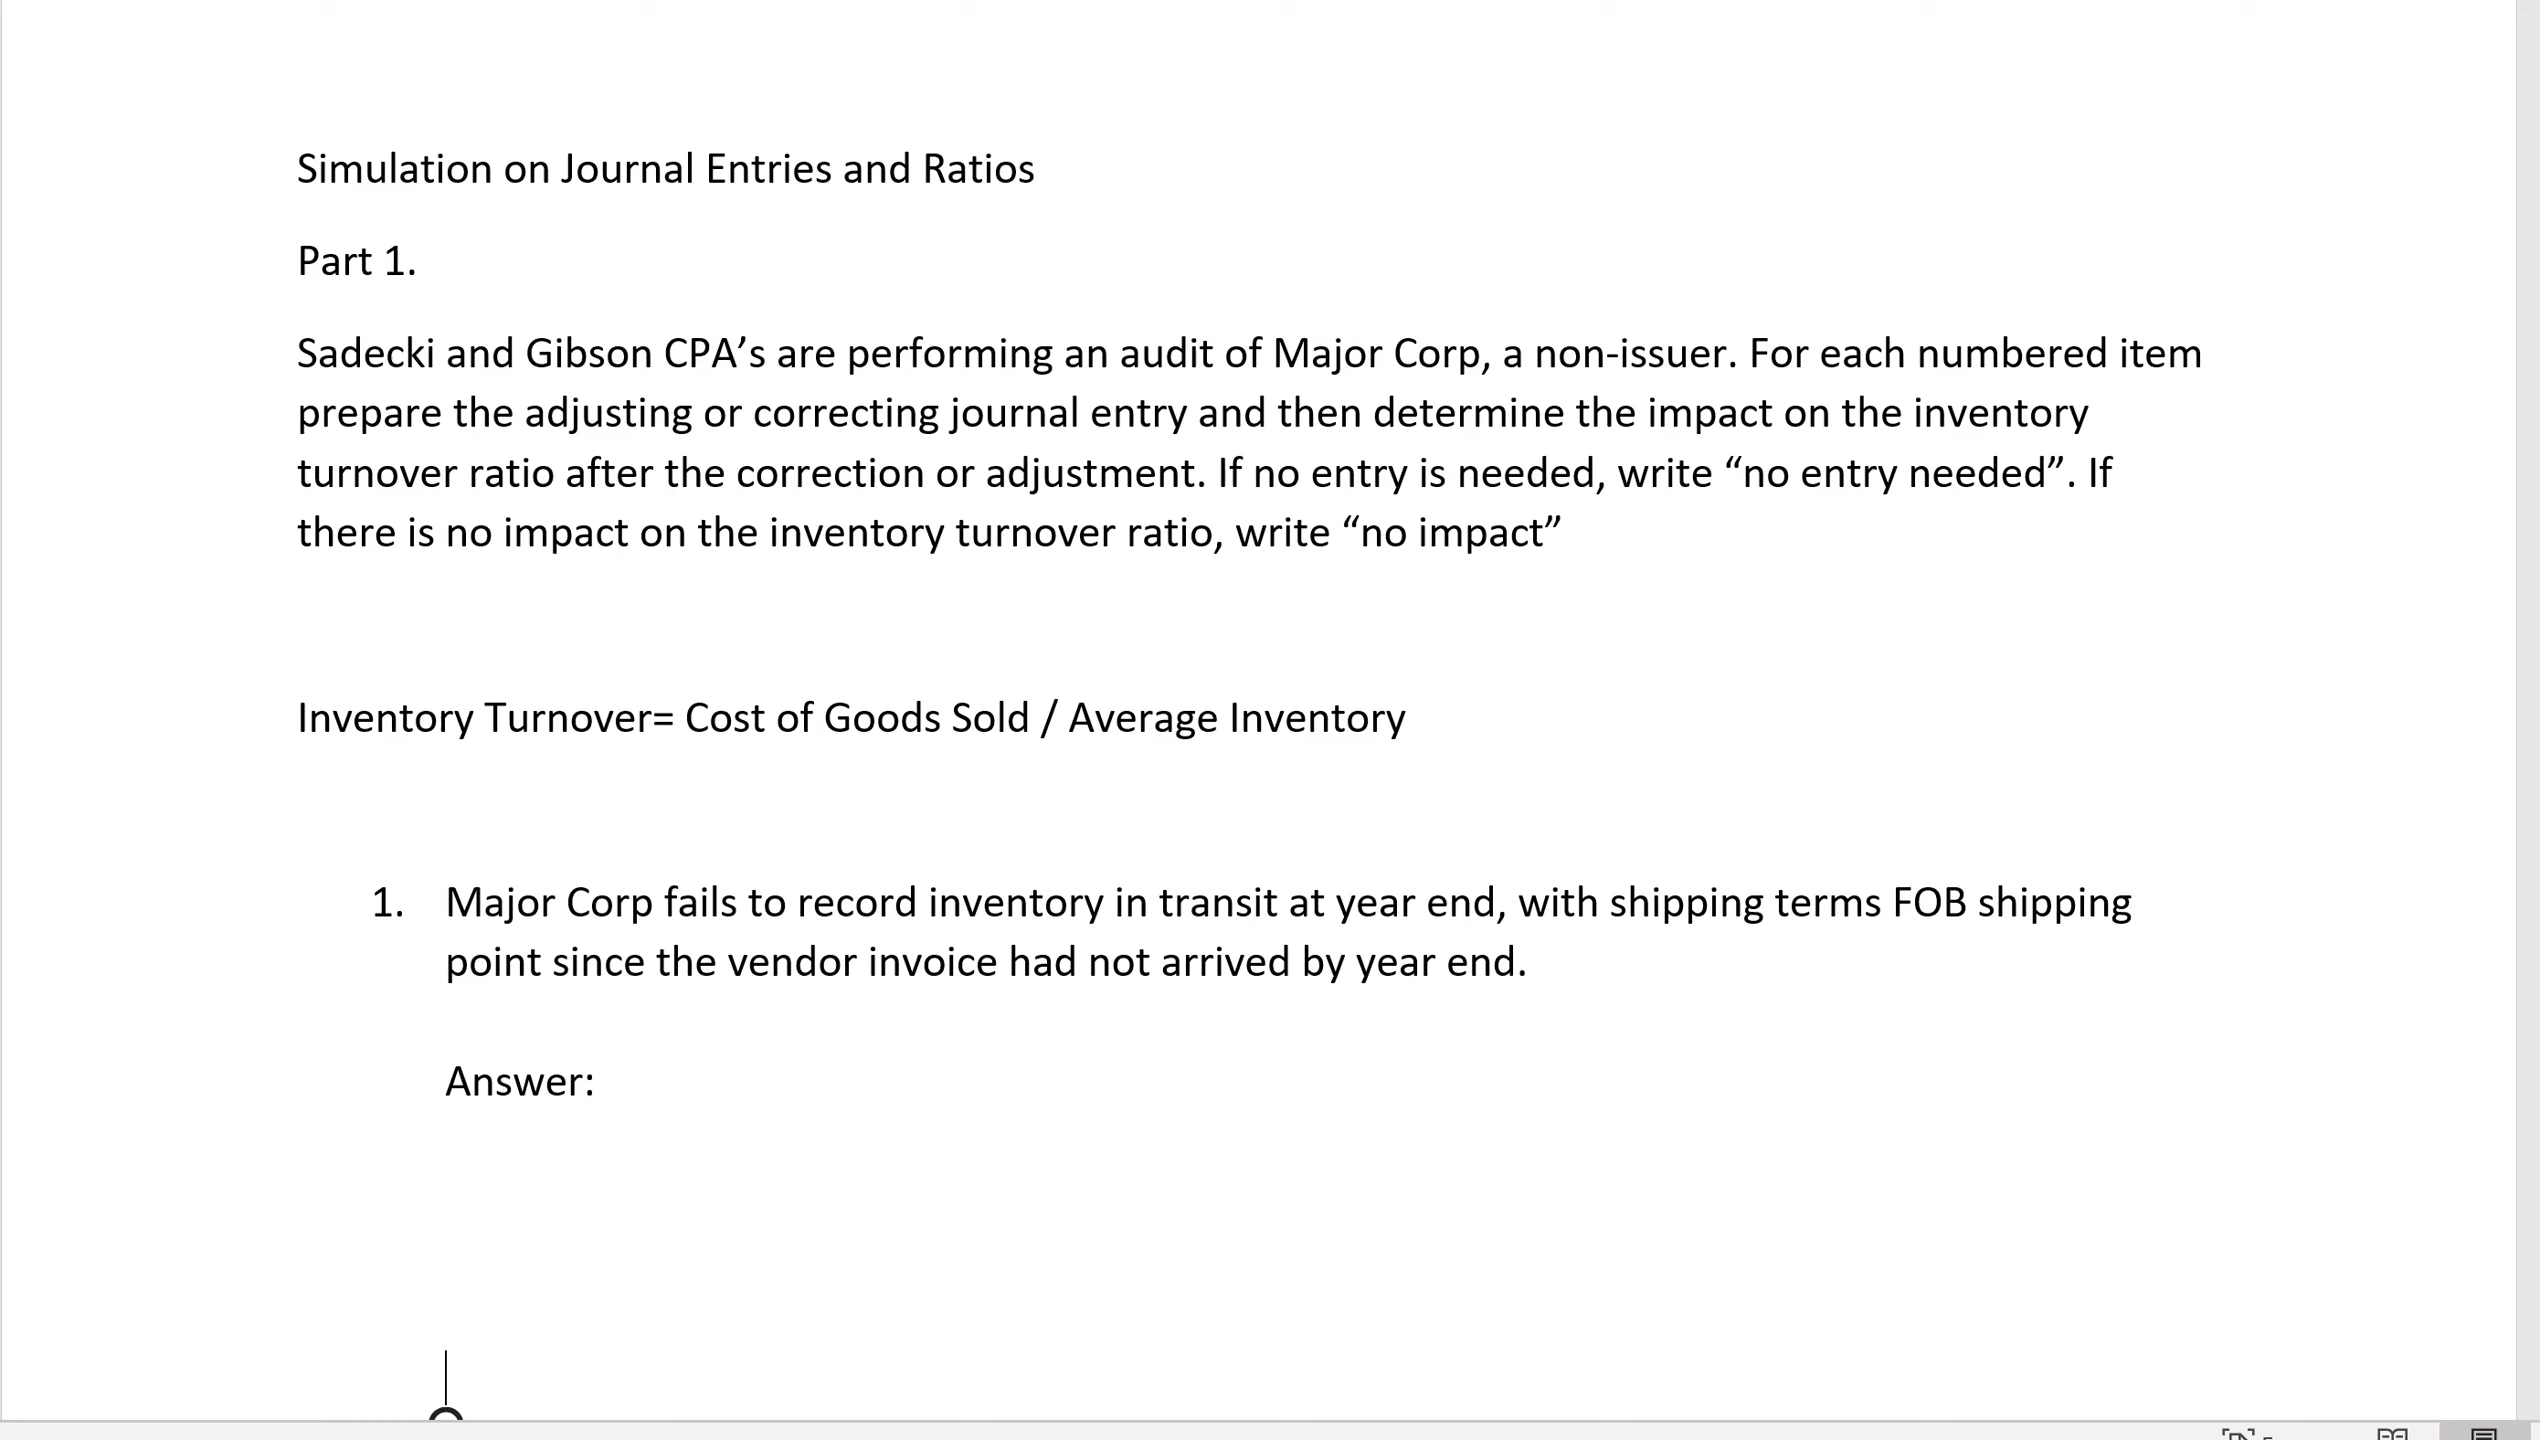 Simulation on Journal Entries and Ratios
Part 1.
Sadecki and Gibson CPA’s are performing an audit of Major Corp, a non-issuer. For each numbered item
prepare the adjusting or correcting journal entry and then determine the impact on the inventory
turnover ratio after the correction or adjustment. If no entry is needed, write “no entry needed”. If
there is no impact on the inventory turnover ratio, write “no impact”
Inventory Turnover= Cost of Goods Sold / Average Inventory
1. Major Corp fails to record inventory in transit at year end, with shipping terms FOB shipping
point since the vendor invoice had not arrived by year end.
Answer: